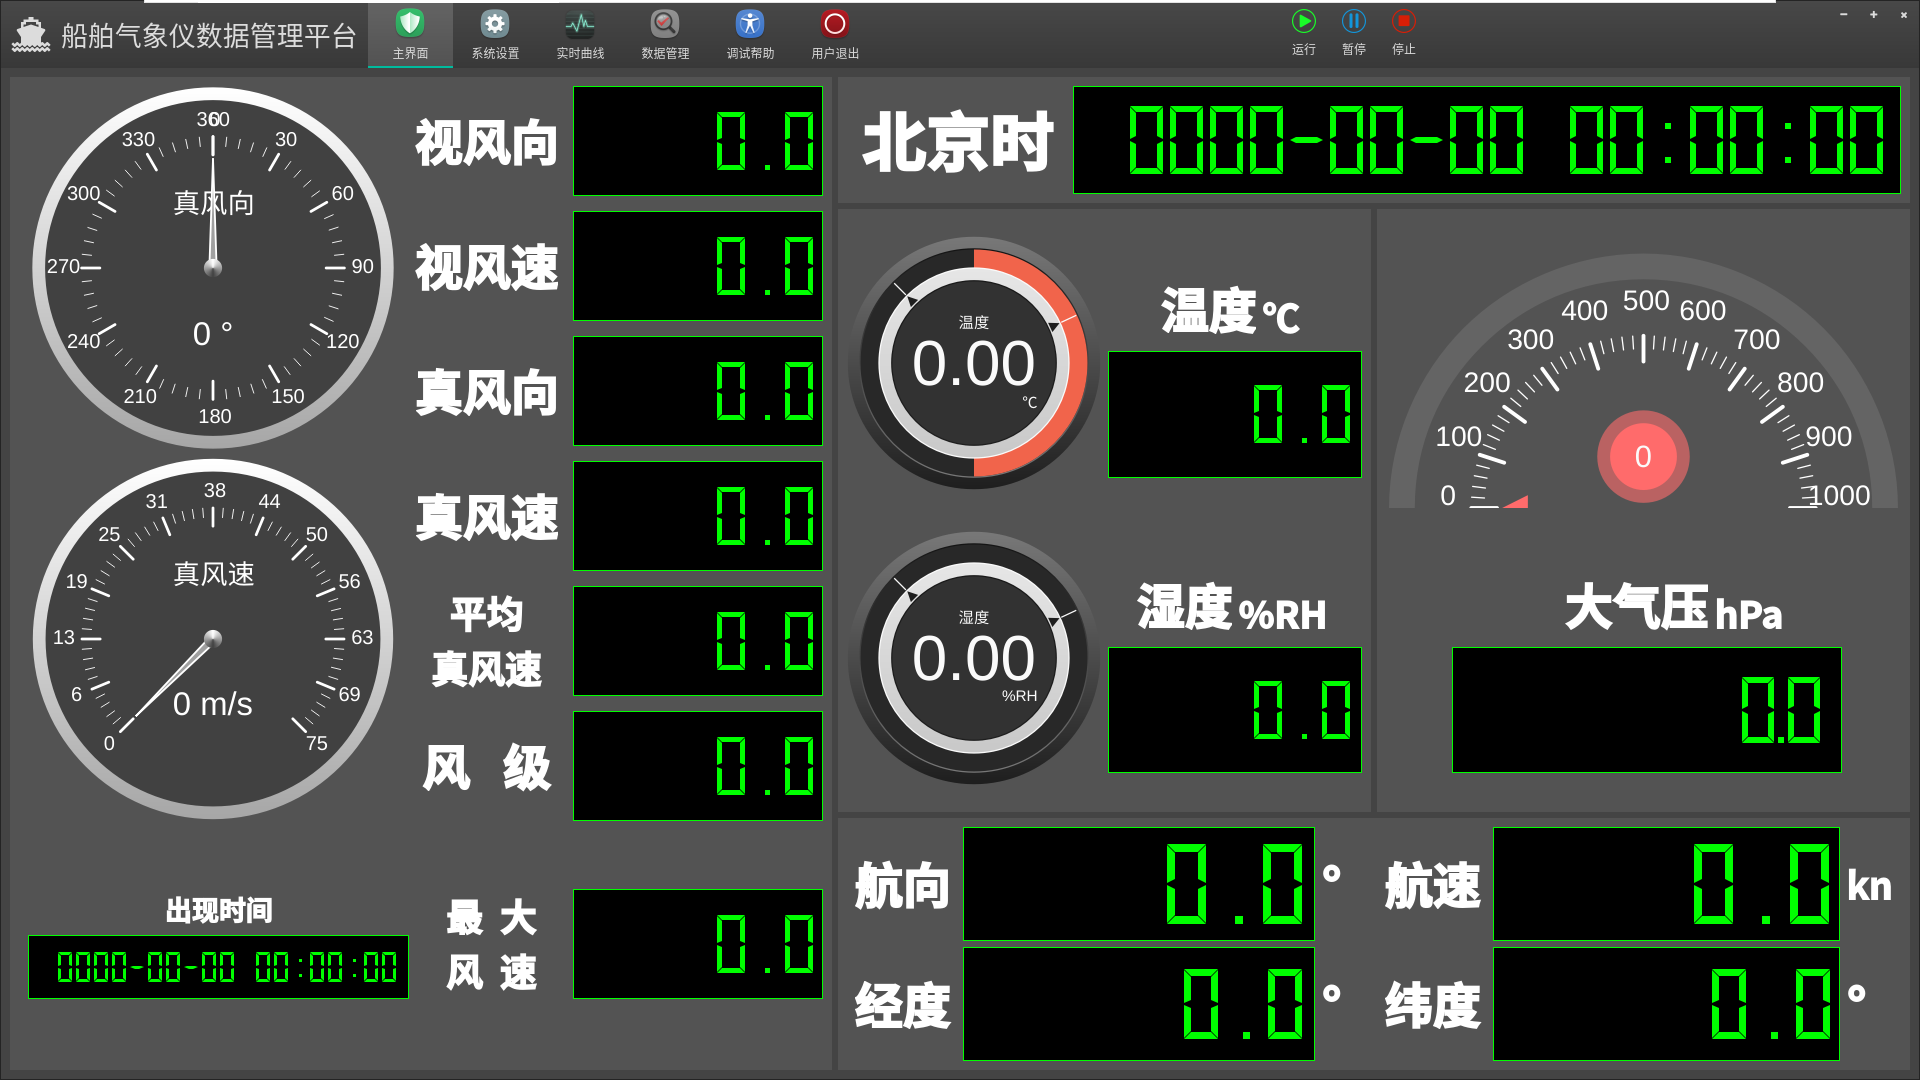 船舶气象仪数据管理平台
主界面
系统设置
实时曲线
数据管理
调试帮助
用户退出
运行
暂停
停止
真风向
0
30
60
90
120
150
180
210
240
270
300
330
360
0 °
视风向
0.0
视风速
0.0
真风向
0.0
真风速
0.0
平均
真风速
0.0
风 级
0.0
真风速
0
6
13
19
25
31
38
44
50
56
63
69
75
0 m/s
出现时间
0000-00-00 00:00:00
最 大
风 速
0.0
北京时
0000-00-00 00:00:00
温度
0.00
℃
温度℃
0.0
湿度
0.00
%RH
湿度%RH
0.0
0
100
200
300
400
500
600
700
800
900
1000
0
大气压hPa
0.0
航向
0.0
°
航速
0.0
kn
经度
0.0
°
纬度
0.0
°